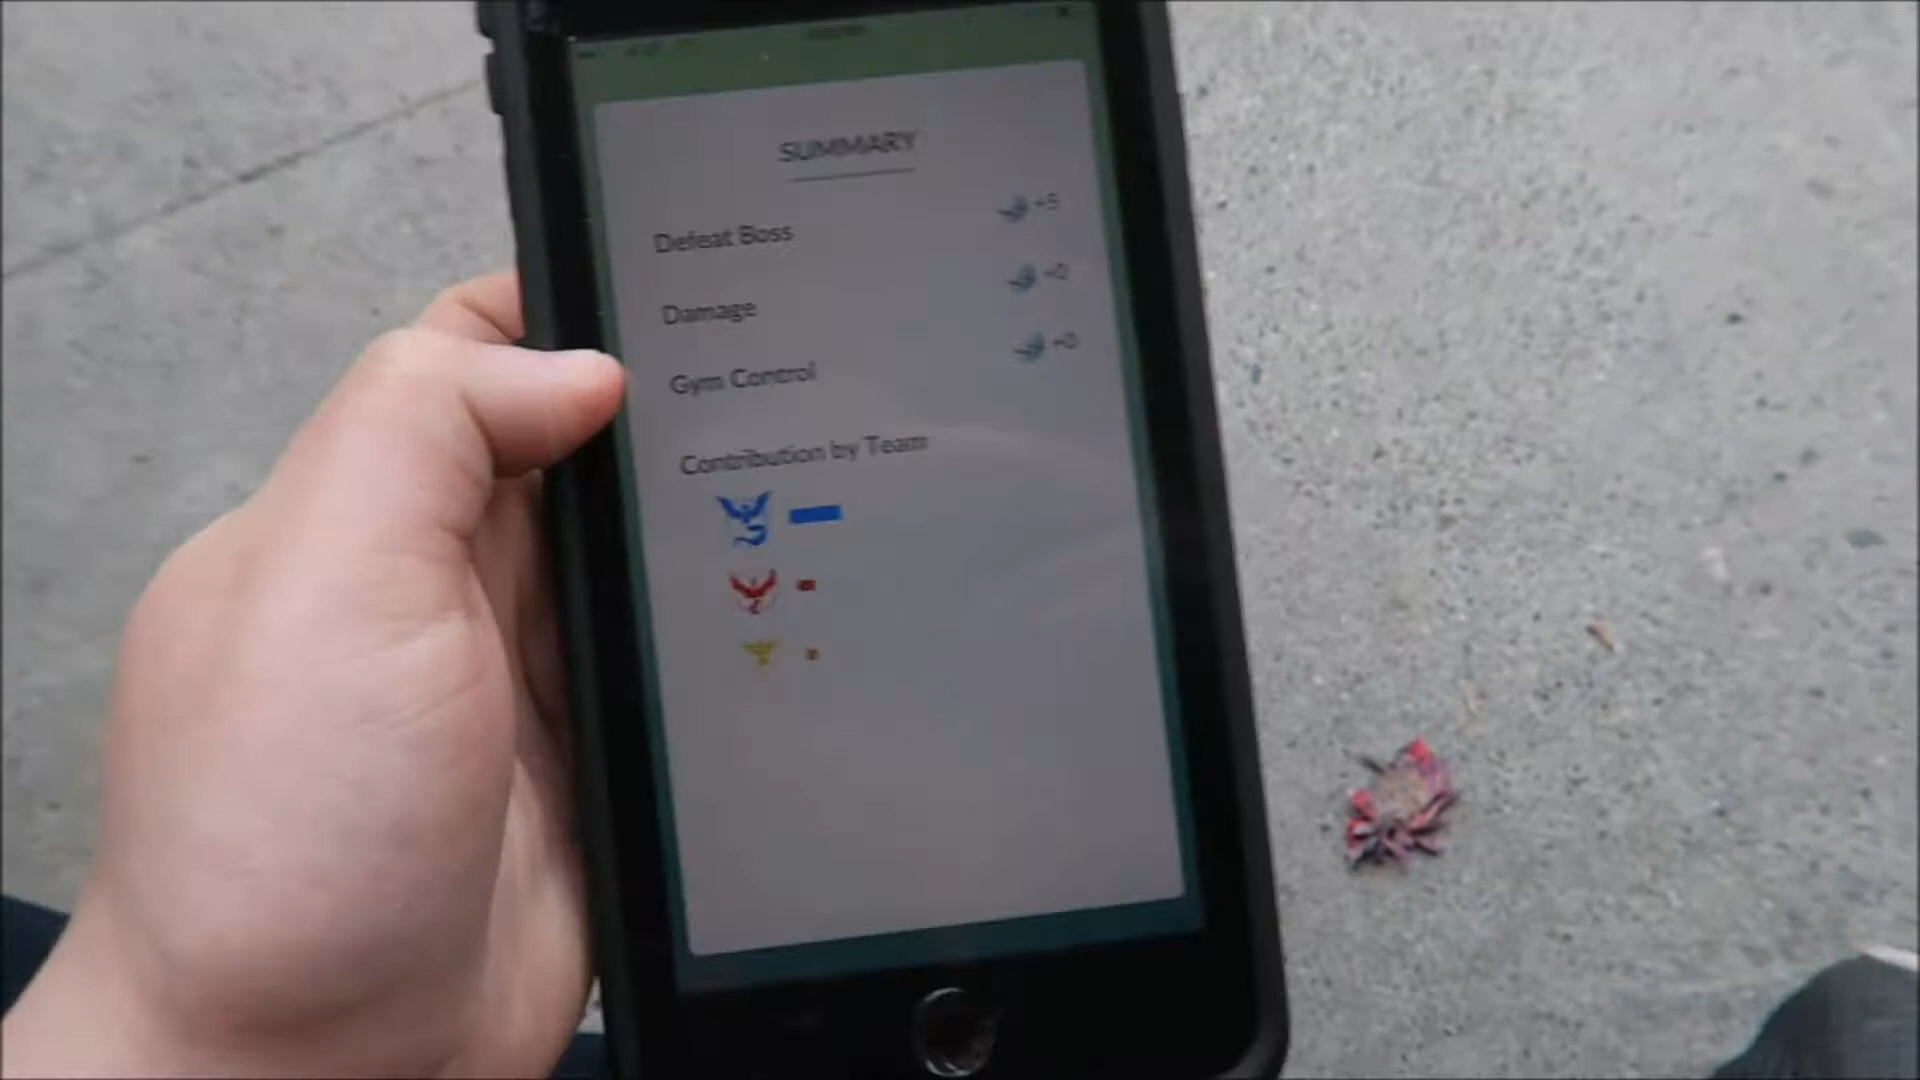 SUMMARY
Defeat Boss +5
Damage +0
Gym Control +0
Contribution by Team